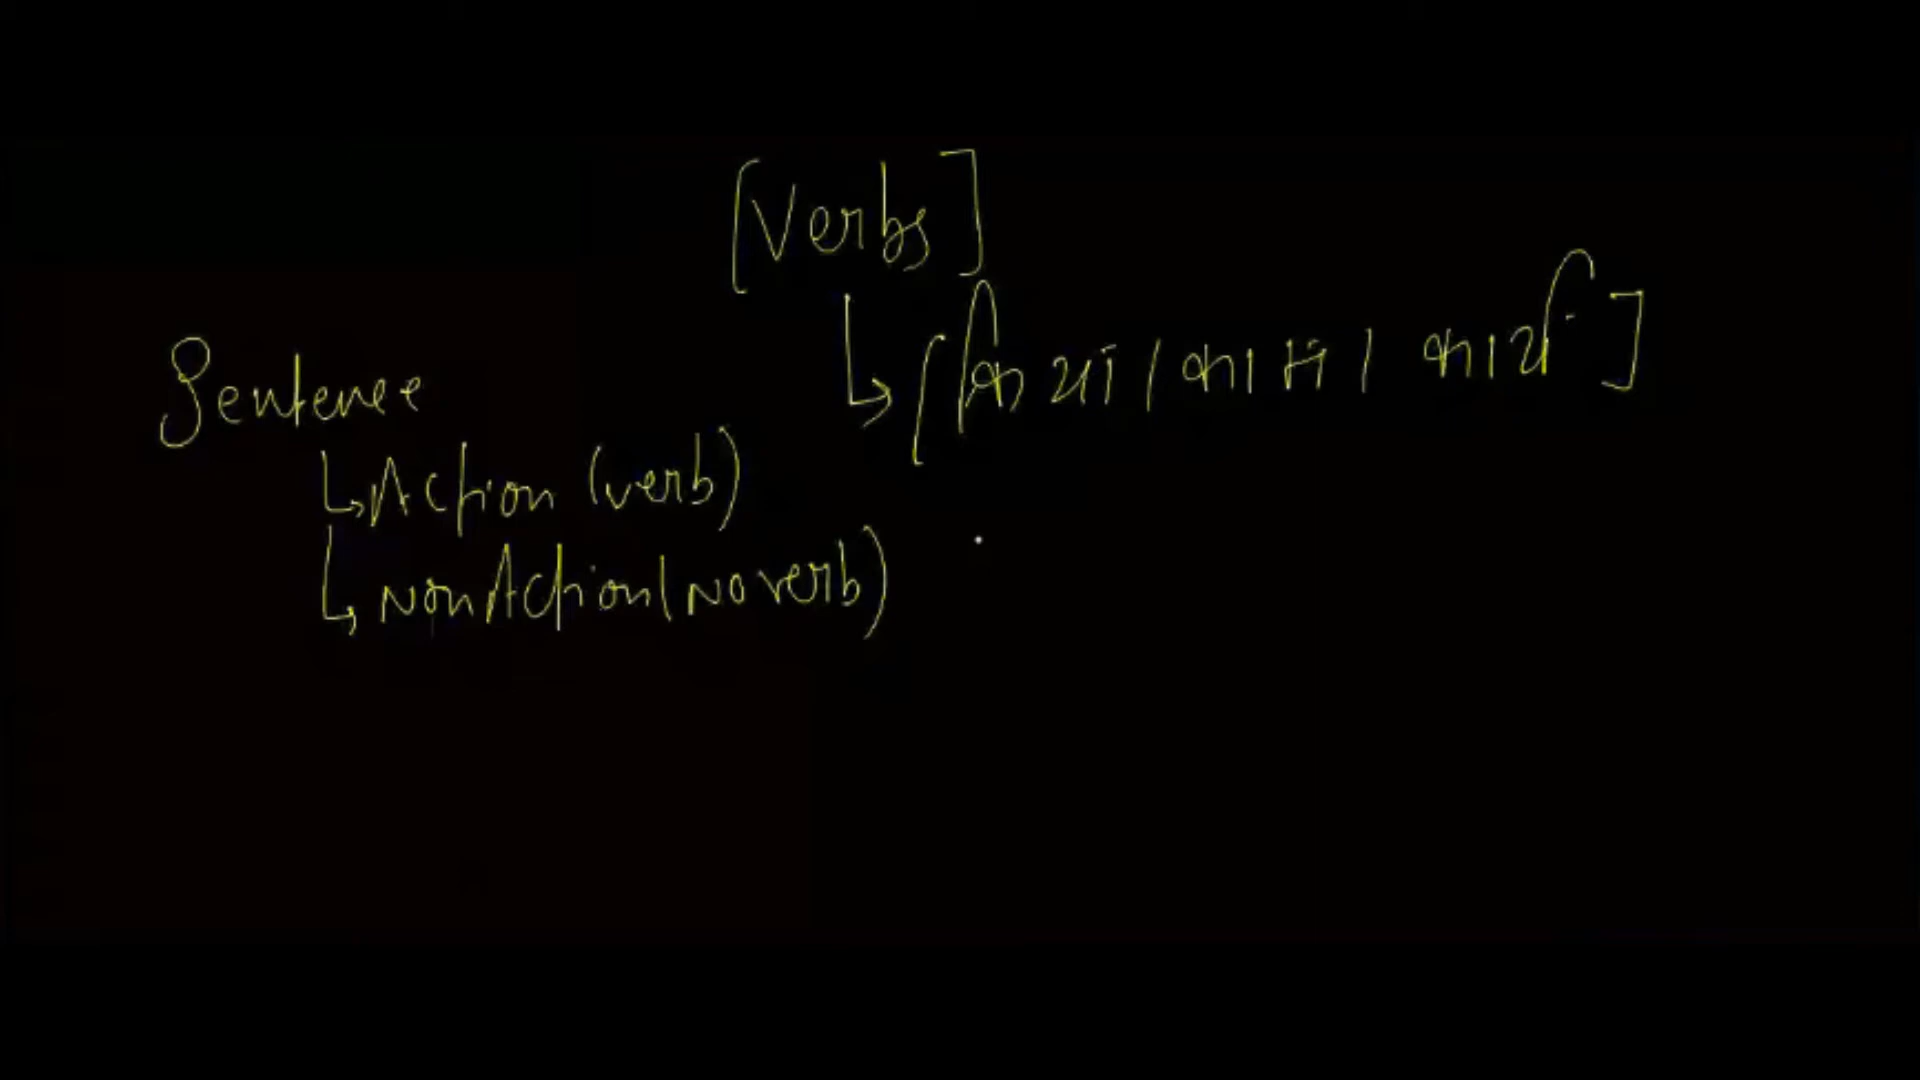 [Verbs]
[क्रिया / काम / कार्य]
Sentence
Action (verb)
Non Action (No verb)